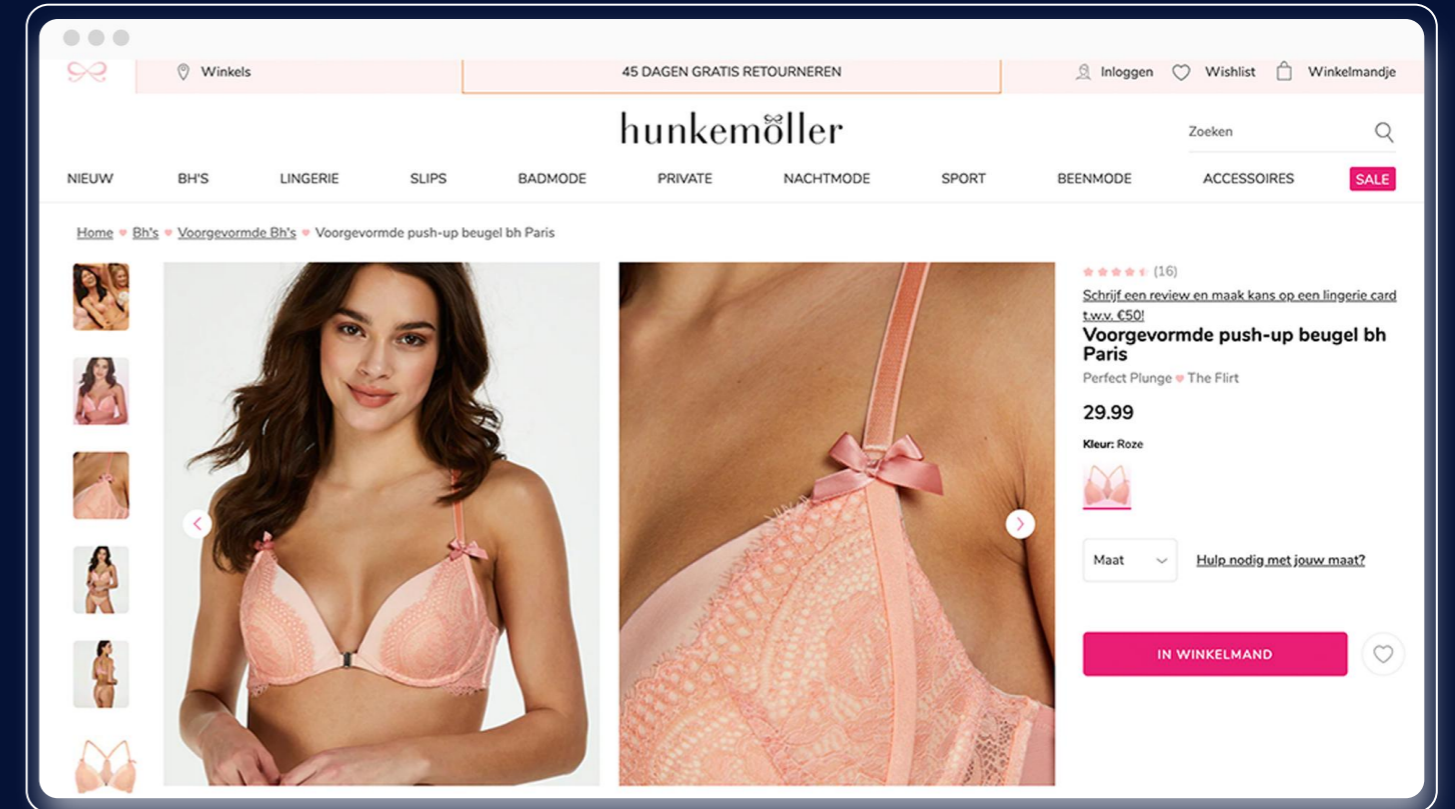 Winkels
45 DAGEN GRATIS RETOURNEREN
Inloggen
Wishlist
Winkelmandje
hunkemöller
Zoeken
NIEUW
BH'S
LINGERIE
SLIPS
BADMODE
PRIVATE
NACHTMODE
SPORT
BEENMODE
ACCESSOIRES
SALE
Home ♥ Bh's ♥ Voorgevormde Bh's ♥ Voorgevormde push-up beugel bh Paris
(16)
Schrijf een review en maak kans op een lingerie card
t.w.v. €50!
Voorgevormde push-up beugel bh
Paris
Perfect Plunge ♥ The Flirt
29.99
Kleur: Roze
Maat
Hulp nodig met jouw maat?
IN WINKELMAND